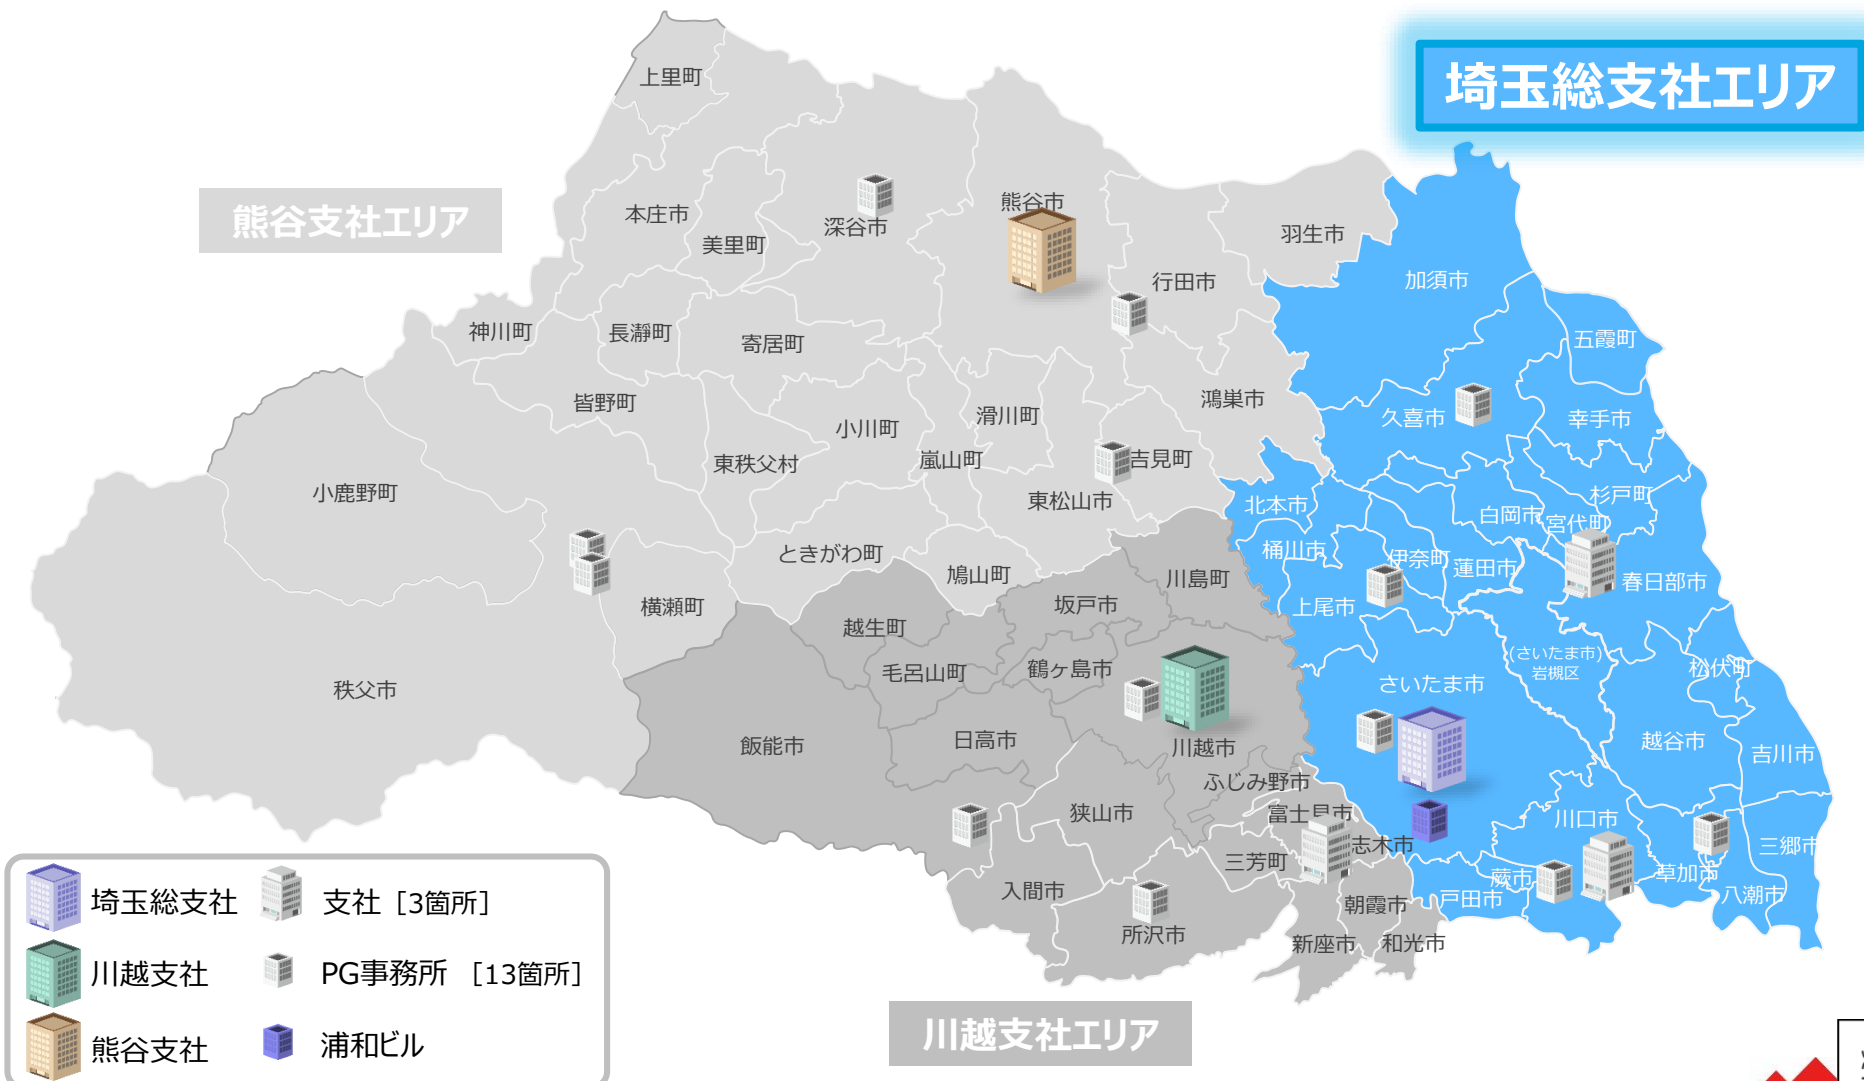 埼玉総支社エリア
熊谷支社エリア
上里町
本庄市
美里町
深谷市
熊谷市
行田市
羽生市
加須市
神川町
長瀞町
寄居町
五霞町
皆野町
小川町
滑川町
鴻巣市
久喜市
幸手市
東秩父村
嵐山町
吉見町
小鹿野町
東松山市
北本市
白岡市
杉戸町
宮代町
ときがわ町
鳩山町
川島町
桶川市
伊奈町
蓮田市
春日部市
横瀬町
坂戸市
上尾市
越生町
毛呂山町
鶴ヶ島市
(さいたま市)
岩槻区
松伏町
秩父市
さいたま市
飯能市
日高市
川越市
越谷市
吉川市
ふじみ野市
狭山市
富士見市
川口市
志木市
三郷市
三芳町
入間市
蕨市
草加市
戸田市
八潮市
朝霞市
所沢市
新座市
和光市
川越支社エリア
埼玉総支社
支社 [3箇所]
川越支社
PG事務所 [13箇所]
熊谷支社
浦和ビル